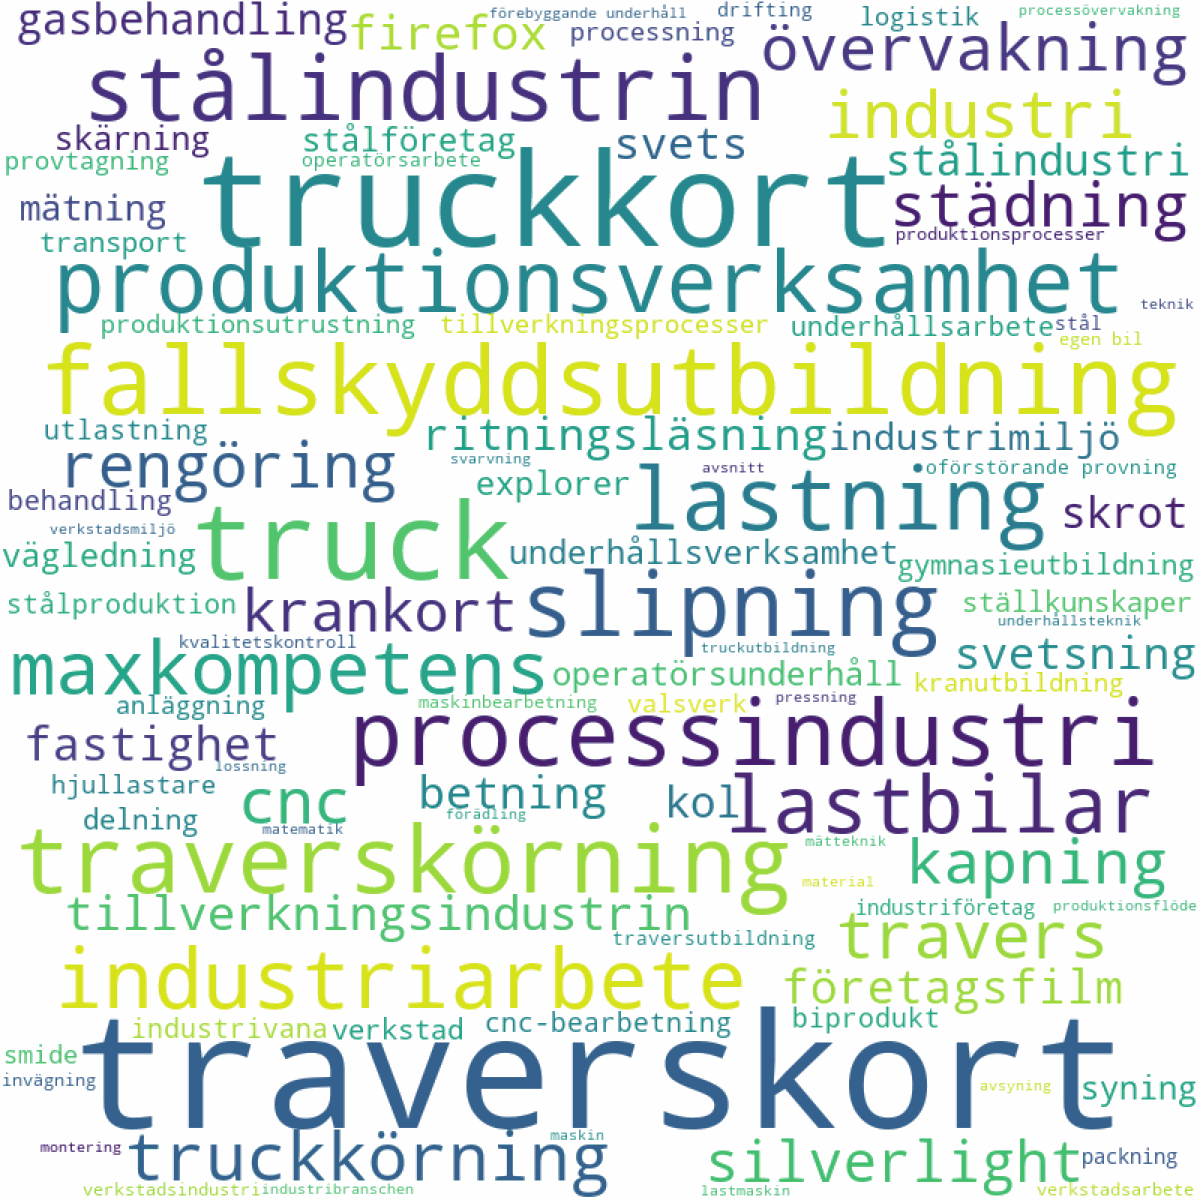 gasbehandling
firefox
förebyggande underhåll
processning
drifting
logistik
processövervakning
övervakning
stålindustrin
industri
skärning
stålföretag
svets
provtagning
operatörsarbete
truckkort
stålindustri
städning
mätning
produktionsprocesser
transport
produktionsverksamhet
teknik
produktionsutrustning
tillverkningsprocesser
underhållsarbete
stål
egen bil
fallskyddsutbildning
utlastning
ritningsläsning
industrimiljö
rengöring
svarvning
avsnitt
•oförstörande provning
explorer
lastning
behandling
skrot
verkstadsmiljö
truck
vägledning
underhållsverksamhet
gymnasieutbildning
stålproduktion
krankort
slipning
ställkunskaper
underhållsteknik
kvalitetskontroll
truckutbildning
maxkompetens
svetsning
operatörsunderhåll
kranutbildning
anläggning
maskinbearbetning
valsverk
pressning
fastighet
processindustri
lossning
hjullastare
cnc
betning
kol
lastbilar
delning
matematik
förädling
traverskörning
mätteknik
kapning
material
tillverkningsindustrin
industriföretag
produktionsflöde
traversutbildning
travers
industriarbete
företagsfilm
industrivana
verkstad
cnc-bearbetning
biprodukt
smide
traverskort
invägning
avsyning
syning
montering
truckkörning
maskin
silverlight
packning
verkstadsindustri
industribranschen
lastmaskin
verkstadsarbete